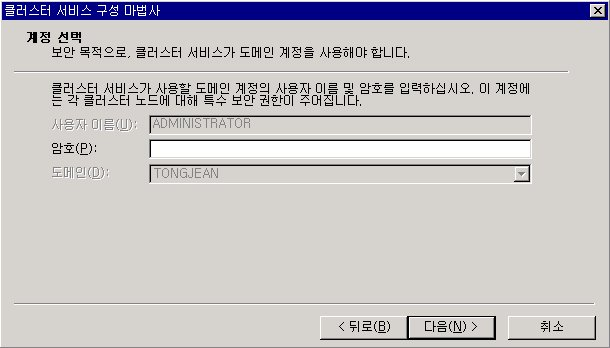 클러스터 서비스 구성 마법사
계정 선택
보안 목적으로, 클러스터 서비스가 도메인 계정을 사용해야 합니다.
클러스터 서비스가 사용할 도메인 계정의 사용자 이름 및 암호를 입력하십시오. 이 계정에
는 각 클러스터 노드에 대해 특수 보안 권한이 주어집니다.
사용자 이름(U): ADMINISTRATOR
암호(P):
도메인(D): TONGJEAN
< 뒤로(B) 다음(N) > 취소